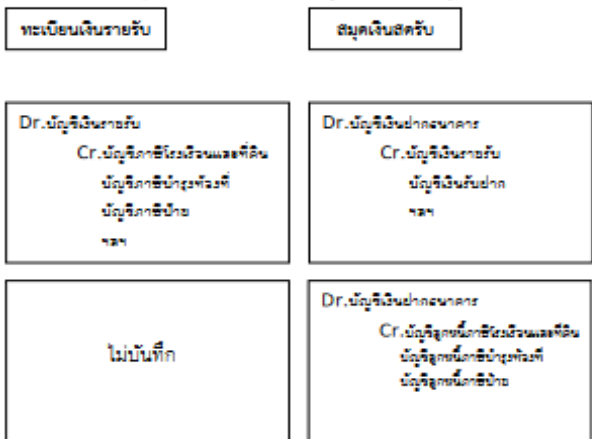 ทะเบียนเงินรายรับ
สมุดเงินสดรับ
Dr.บัญชีเงินรายรับ
Cr.บัญชีภาษีโรงเรือนและที่ดิน
บัญชีภาษีบำรุงท้องที่
บัญชีภาษีป้าย
ฯลฯ
Dr.บัญชีเงินฝากธนาคาร
Cr.บัญชีเงินรายรับ
บัญชีเงินรับฝาก
ฯลฯ
ไม่บันทึก
Dr.บัญชีเงินฝากธนาคาร
Cr.บัญชีลูกหนี้ภาษีโรงเรือนและที่ดิน
บัญชีลูกหนี้ภาษีบำรุงท้องที่
บัญชีลูกหนี้ภาษีป้าย